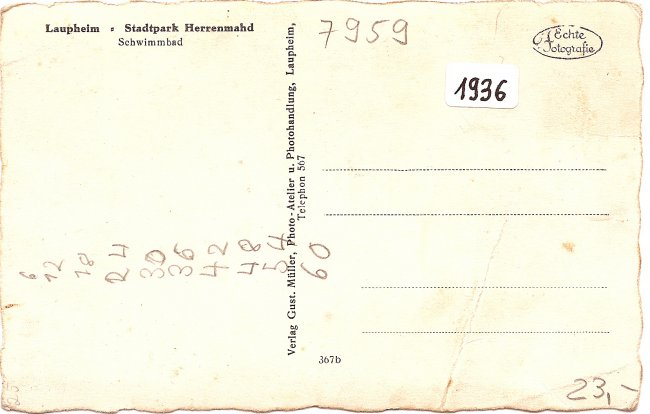 Laupheim - Stadtpark Herrenmahd
Schwimmbad
7959
Echte
Fotografie
1936
Verlag Gust. Müller, Photo-Atelier u. Photohandlung, Laupheim,
Telephon 567
6
12
18
24
30
36
42
48
54
60
367b
23,-